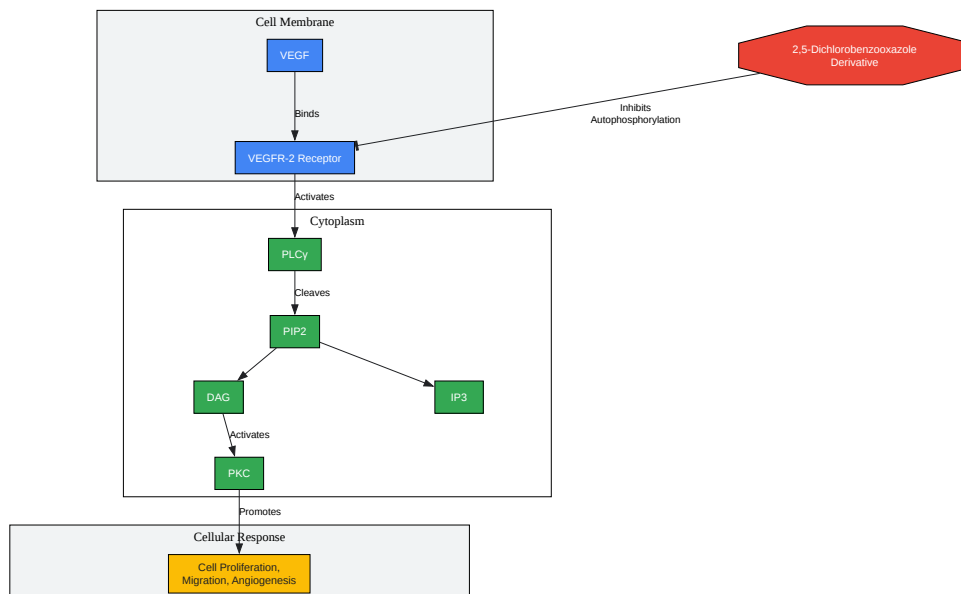 Cell Membrane
VEGF
2,5-Dichlorobenzooxazole
Derivative
Binds
Inhibits
Autophosphorylation
VEGFR-2 Receptor
Activates
Cytoplasm
PLCγ
Cleaves
PIP2
DAG
IP3
Activates
PKC
Promotes
Cellular Response
Cell Proliferation,
Migration, Angiogenesis